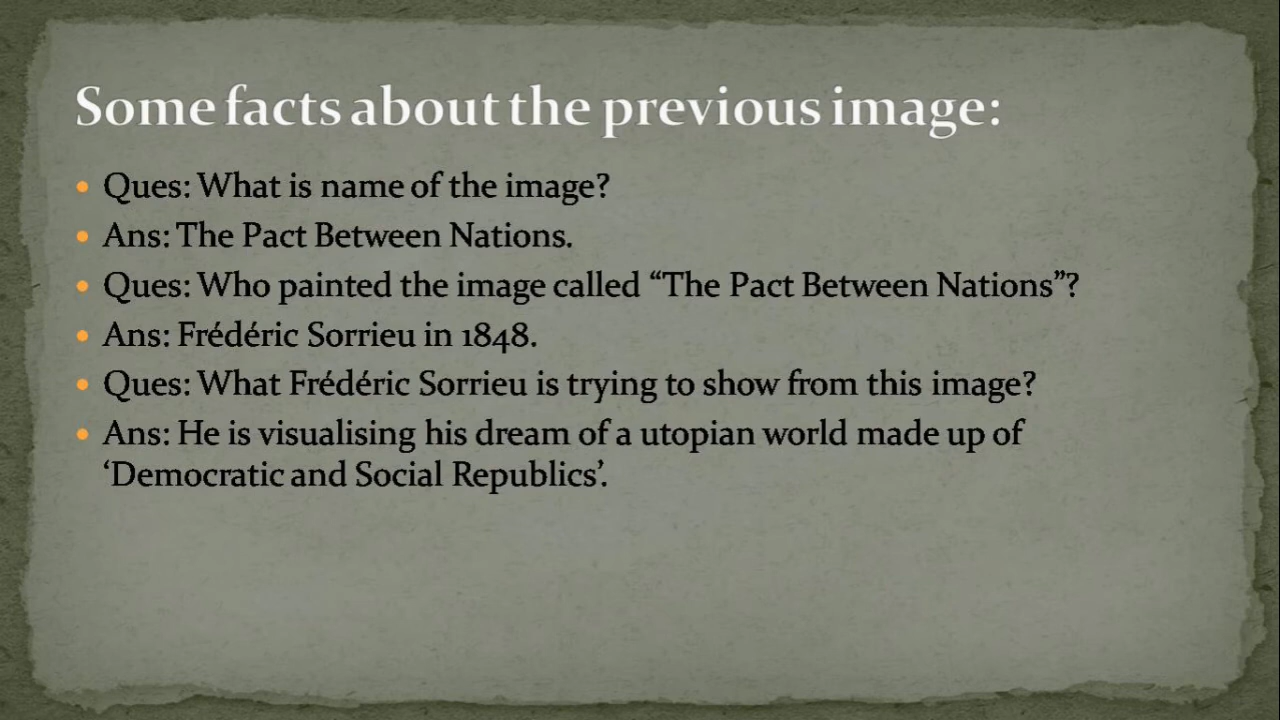 Some facts about the previous image:
• Ques: What is name of the image?
• Ans: The Pact Between Nations.
• Ques: Who painted the image called “The Pact Between Nations”?
• Ans: Frédéric Sorrieu in 1848.
• Ques: What Frédéric Sorrieu is trying to show from this image?
• Ans: He is visualising his dream of a utopian world made up of
‘Democratic and Social Republics’.